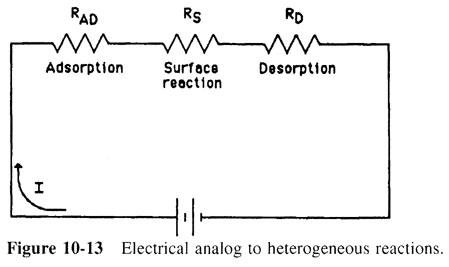 R_AD R_S R_D
Adsorption Surface Desorption
reaction
I
Figure 10-13 Electrical analog to heterogeneous reactions.